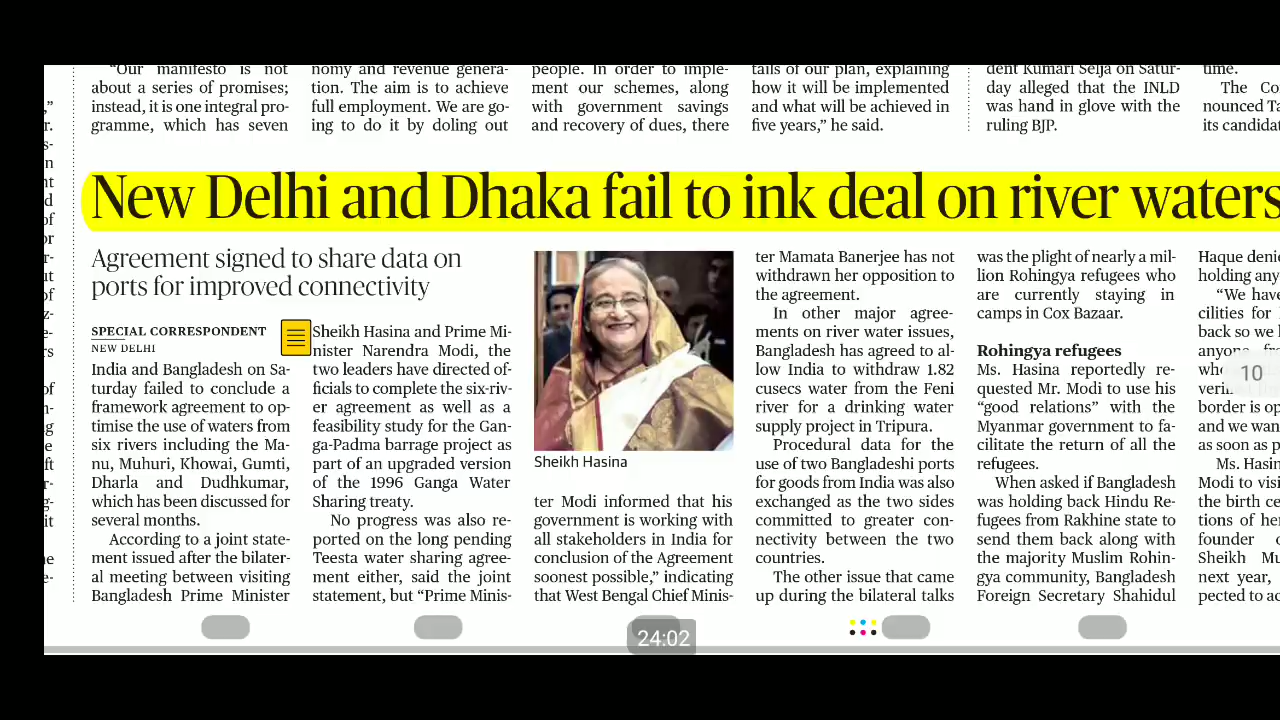 "Our manifesto is not
about a series of promises;
instead, it is one integral pro-
gramme, which has seven
nomy and revenue genera-
tion. The aim is to achieve
full employment. We are go-
ing to do it by doling out
people. In order to imple-
ment our schemes, along
with government savings
and recovery of dues, there
tails of our plan, explaining
how it will be implemented
and what will be achieved in
five years," he said.
dent Kumari Selja on Satur-
day alleged that the INLD
was hand in glove with the
ruling BJP.
time.
The Co
nounced Ta
its candidat
New Delhi and Dhaka fail to ink deal on river waters
Agreement signed to share data on
ports for improved connectivity
SPECIAL CORRESPONDENT
NEW DELHI
India and Bangladesh on Sa-
turday failed to conclude a
framework agreement to op-
timise the use of waters from
six rivers including the Ma-
nu, Muhuri, Khowai, Gumti,
Dharla and Dudhkumar,
which has been discussed for
several months.
According to a joint state-
ment issued after the bilater-
al meeting between visiting
Bangladesh Prime Minister
Sheikh Hasina and Prime Mi-
nister Narendra Modi, the
two leaders have directed of-
ficials to complete the six-riv-
er agreement as well as a
feasibility study for the Gan-
ga-Padma barrage project as
part of an upgraded version
of the 1996 Ganga Water
Sharing treaty.
No progress was also re-
ported on the long pending
Teesta water sharing agree-
ment either, said the joint
statement, but "Prime Minis-
Sheikh Hasina
ter Modi informed that his
government is working with
all stakeholders in India for
conclusion of the Agreement
soonest possible," indicating
that West Bengal Chief Minis-
ter Mamata Banerjee has not
withdrawn her opposition to
the agreement.
In other major agree-
ments on river water issues,
Bangladesh has agreed to al-
low India to withdraw 1.82
cusecs water from the Feni
river for a drinking water
supply project in Tripura.
Procedural data for the
use of two Bangladeshi ports
for goods from India was also
exchanged as the two sides
committed to greater con-
nectivity between the two
countries.
The other issue that came
up during the bilateral talks
was the plight of nearly a mil-
lion Rohingya refugees who
are currently staying in
camps in Cox Bazaar.
Rohingya refugees
Ms. Hasina reportedly re-
quested Mr. Modi to use his
"good relations" with the
Myanmar government to fa-
cilitate the return of all the
refugees.
When asked if Bangladesh
was holding back Hindu Re-
fugees from Rakhine state to
send them back along with
the majority Muslim Rohin-
gya community, Bangladesh
Foreign Secretary Shahidul
Haque denie
holding any
"We have
cilities for
back so we
anyone fro
who
verif
border is op
and we wan
as soon as p
Ms. Hasin
Modi to visi
the birth ce
tions of he
founder
Sheikh Mu
next year,
pected to ac
10
24:02